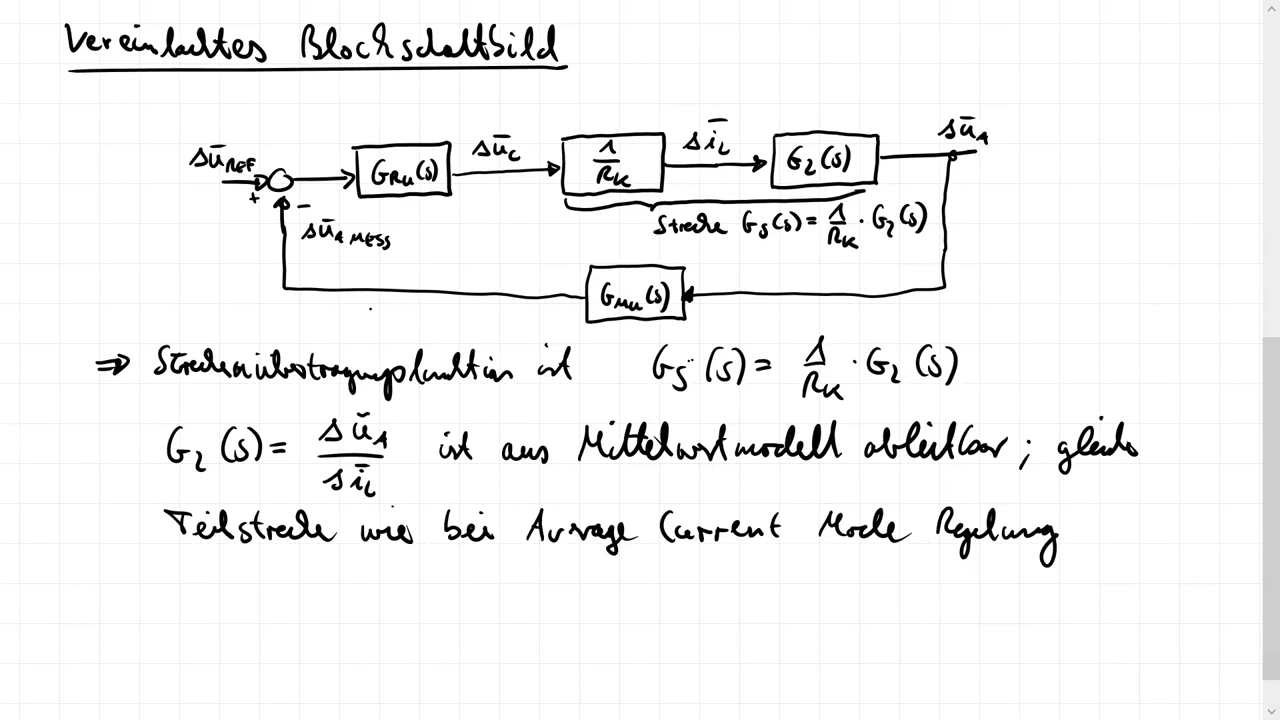 Vereinfachtes Blockschaltbild
Δū_REF + − G_Ru(s) Δū_C 1/R_K Δī_L G_2(s) Δū_A
Δū_A MESS Strecke G_S(s) = 1/R_K · G_2(s)
G_Mu(s)
⇒ Streckenübertragungsfunktion ist G_S(s) = 1/R_K · G_2(s)
G_2(s) = Δū_A/Δī_L ist aus Mittelwertmodell ableitbar; gleiche
Teilstrecke wie bei Average Current Mode Regelung